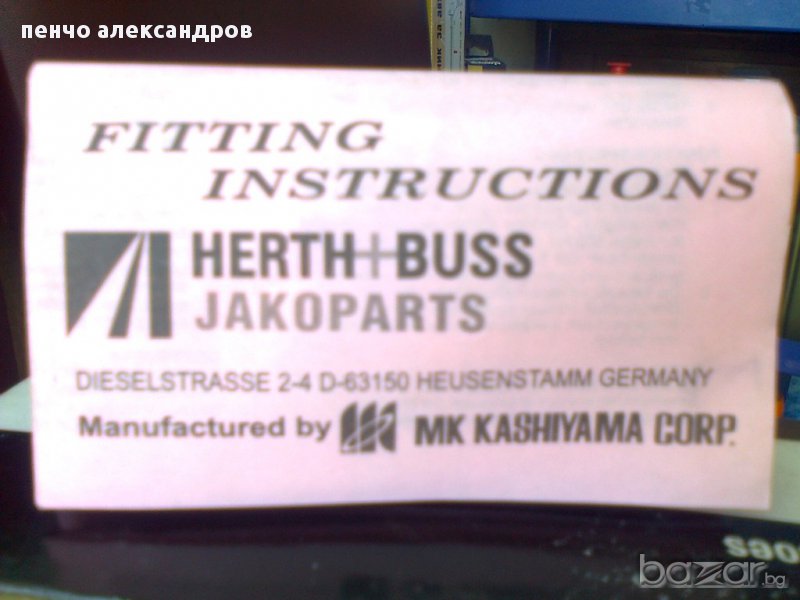 пенчо александров
FITTING
INSTRUCTIONS
HERTH+BUSS
JAKOPARTS
DIESELSTRASSE 2-4 D-63150 HEUSENSTAMM GERMANY
Manufactured by MK KASHIYAMA CORP.
bazar.bg